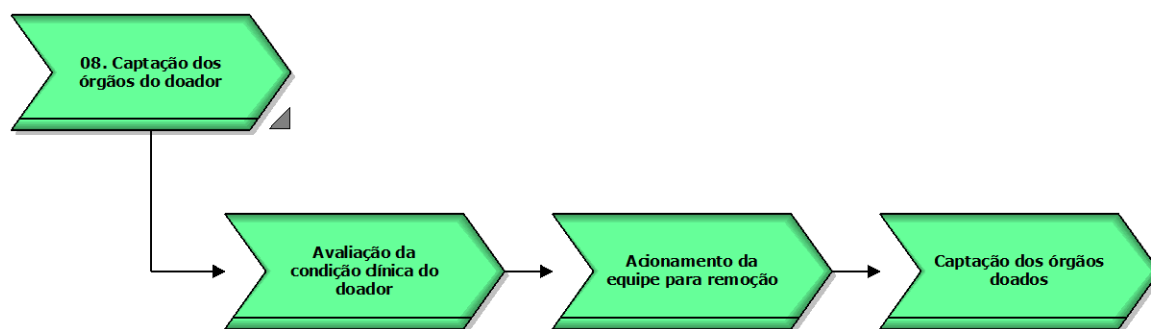 08. Captação dos
órgãos do doador
Avaliação da
condição clínica do
doador
Acionamento da
equipe para remoção
Captação dos órgãos
doados